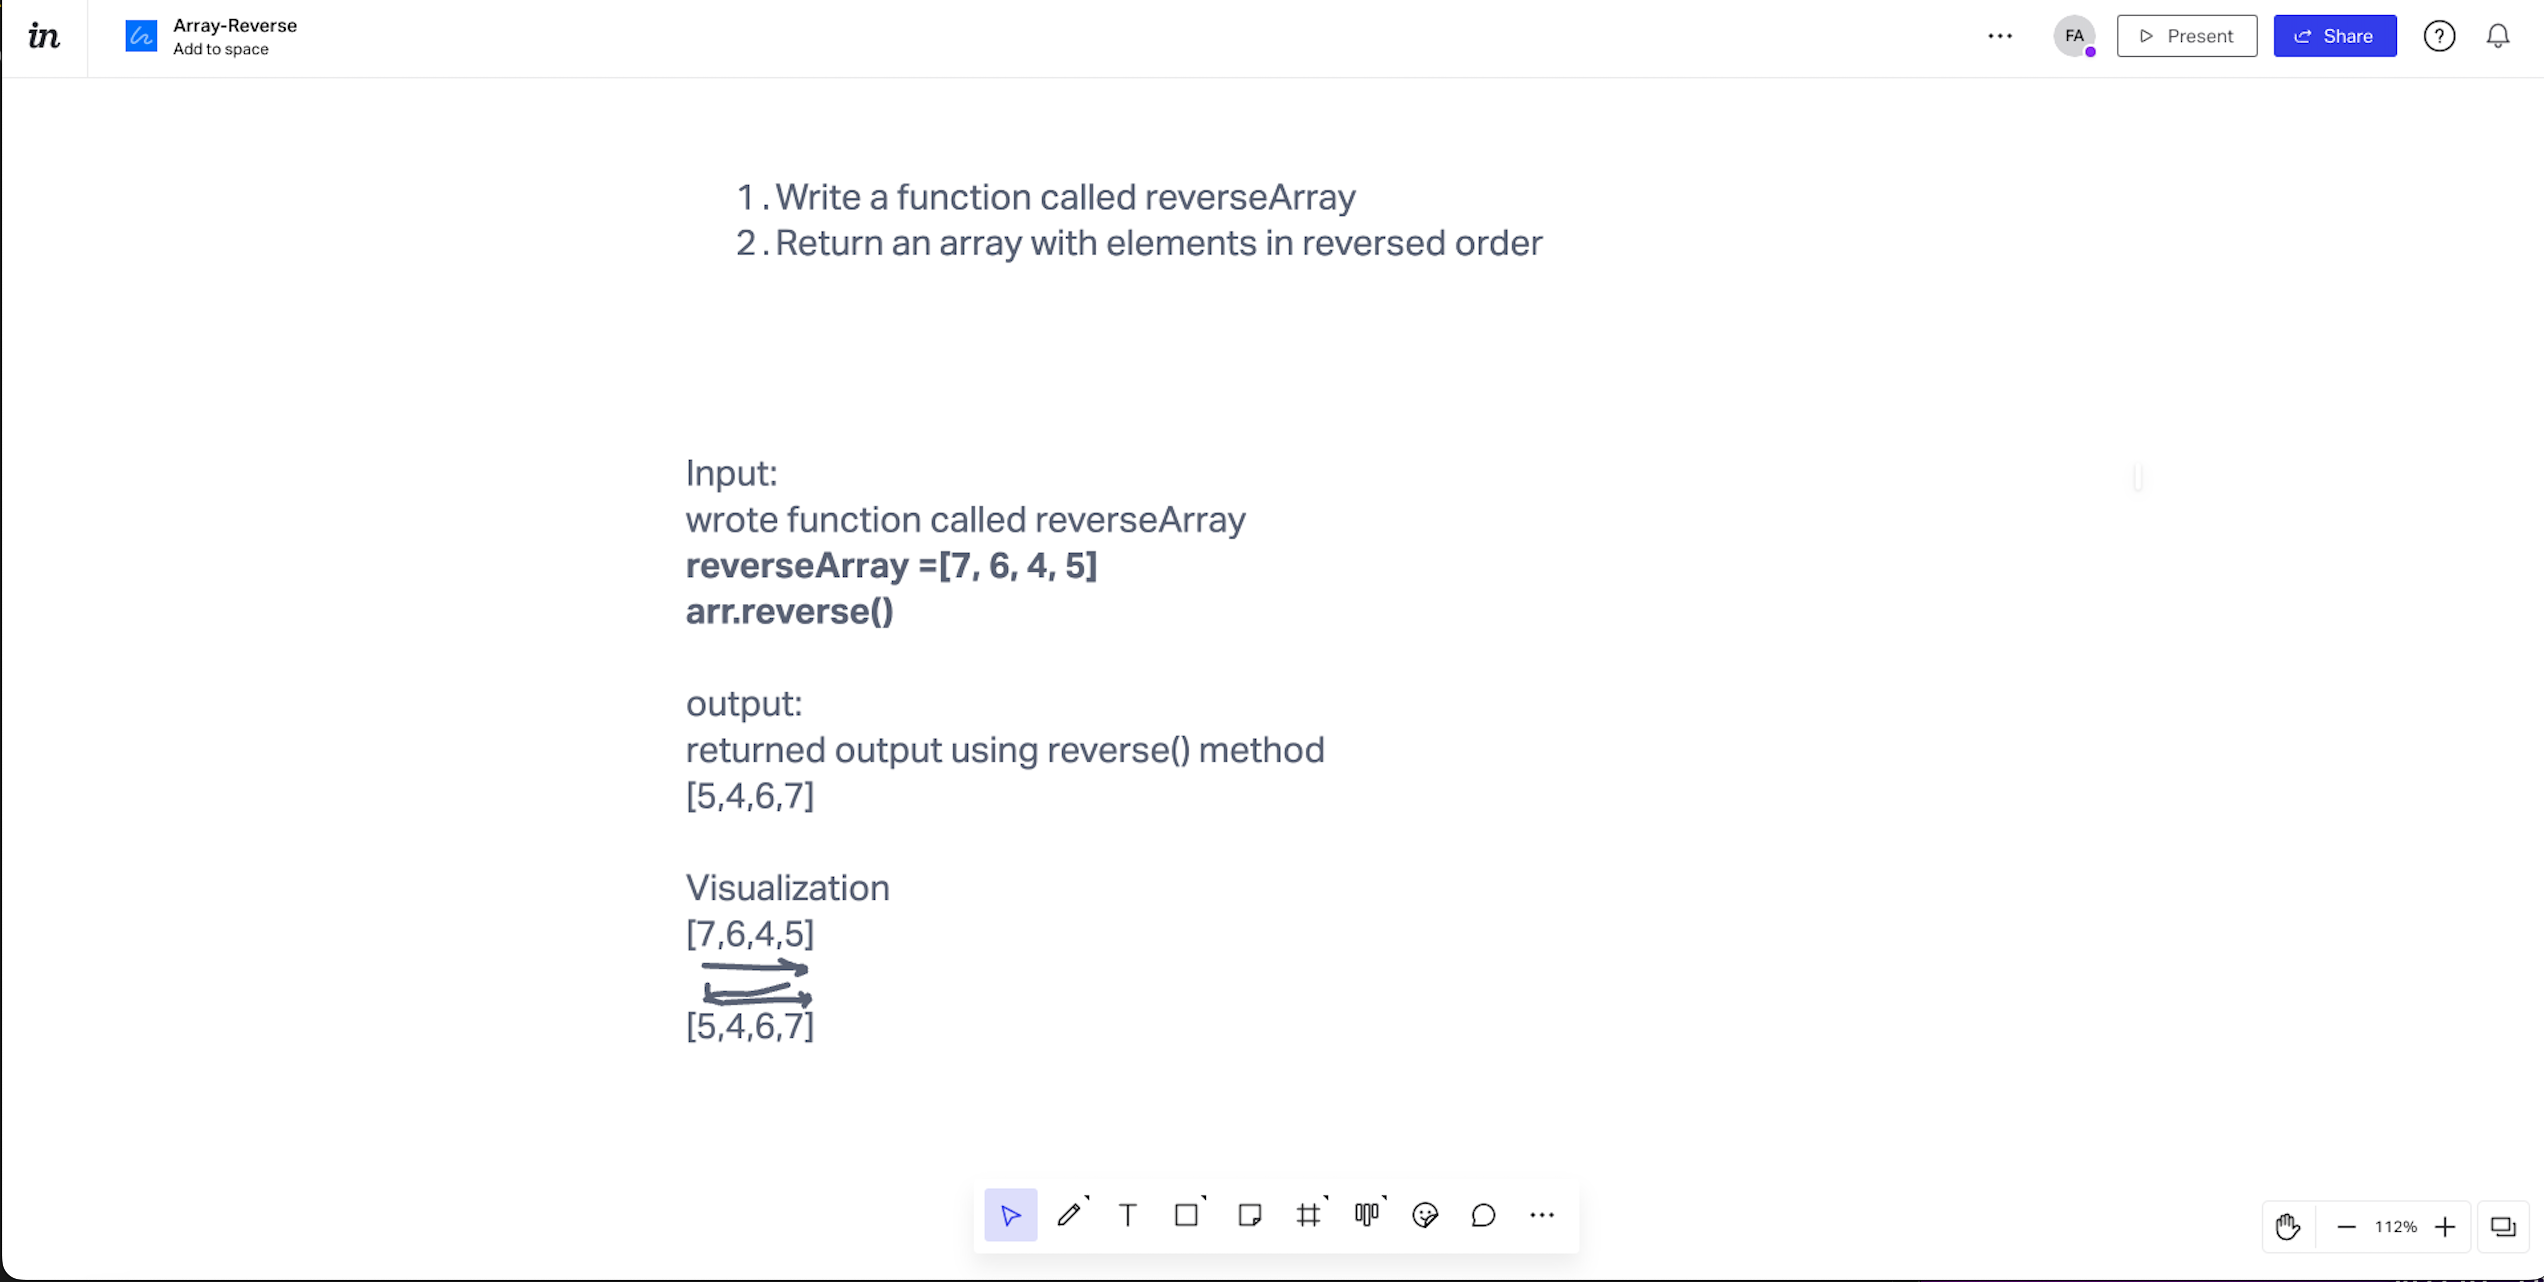 in
Array-Reverse
Add to space
FA
Present
Share
1. Write a function called reverseArray
2. Return an array with elements in reversed order
Input:
wrote function called reverseArray
reverseArray =[7, 6, 4, 5]
arr.reverse()
output:
returned output using reverse() method
[5,4,6,7]
Visualization
[7,6,4,5]
[5,4,6,7]
112%